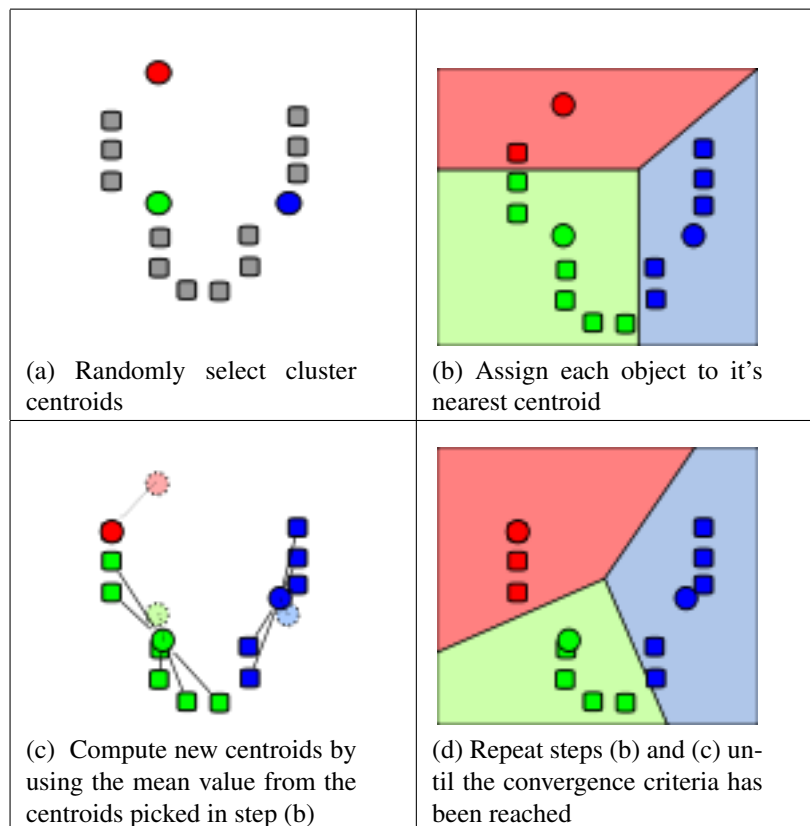 (a) Randomly select cluster
centroids
(b) Assign each object to it's
nearest centroid
(c) Compute new centroids by
using the mean value from the
centroids picked in step (b)
(d) Repeat steps (b) and (c) un-
til the convergence criteria has
been reached